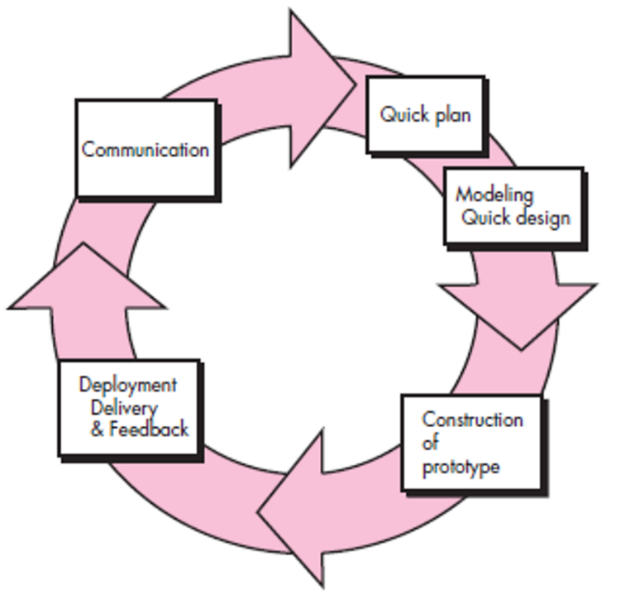 Communication
Quick plan
Modeling
Quick design
Construction
of
prototype
Deployment
Delivery
& Feedback